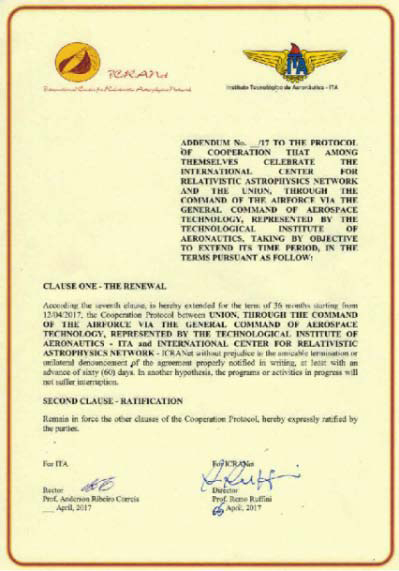 ICRANet
International Center for Relativistic Astrophysics Network
ITA
Instituto Tecnológico de Aeronáutica - ITA
ADDENDUM No. __/17 TO THE PROTOCOL
OF COOPERATION THAT AMONG
THEMSELVES CELEBRATE THE
INTERNATIONAL CENTER FOR
RELATIVISTIC ASTROPHYSICS NETWORK
AND THE UNION, THROUGH THE
COMMAND OF THE AIRFORCE VIA THE
GENERAL COMMAND OF AEROSPACE
TECHNOLOGY, REPRESENTED BY THE
TECHNOLOGICAL INSTITUTE OF
AERONAUTICS, TAKING BY OBJECTIVE
TO EXTEND ITS TIME PERIOD, IN
THE TERMS PURSUANT AS FOLLOW:
CLAUSE ONE - THE RENEWAL
According the seventh clause, is hereby extended for the term of 36 months starting from
12/04/2017, the Cooperation Protocol between UNION, THROUGH THE COMMAND
OF THE AIRFORCE VIA THE GENERAL COMMAND OF AEROSPACE
TECHNOLOGY, REPRESENTED BY THE TECHNOLOGICAL INSTITUTE OF
AERONAUTICS - ITA and INTERNATIONAL CENTER FOR RELATIVISTIC
ASTROPHYSICS NETWORK - ICRANet without prejudice to the amicable termination or
unilateral denouncement of the agreement properly notified in writing, at least with an
advance of sixty (60) days. In another hypothesis, the programs or activities in progress will
not suffer interruption.
SECOND CLAUSE - RATIFICATION
Remain in force the other clauses of the Cooperation Protocol, hereby expressly ratified by
the parties.
For ITA
For ICRANet
Rector
Director
Prof. Anderson Ribeiro Correia
Prof. Remo Ruffini
___ April, 2017
April, 2017